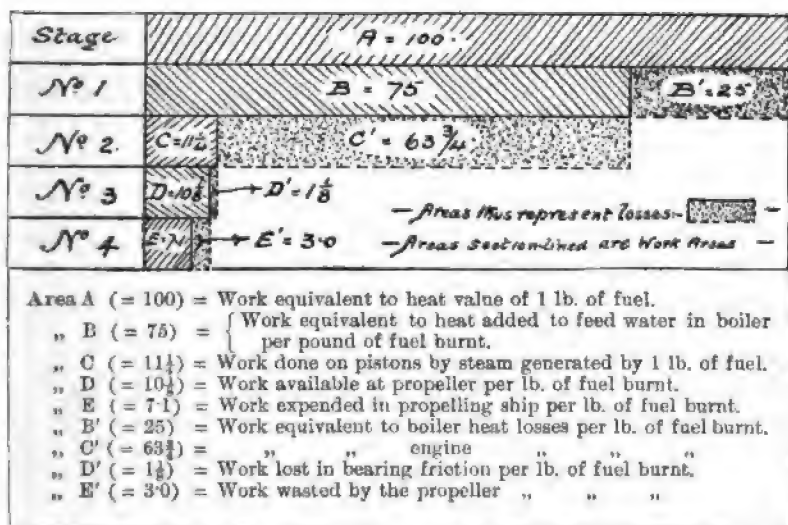 Stage A = 100.
Nº 1 B = 75 B' = 25
Nº 2. C = 11¼ C' = 63 ¾
Nº 3 D = 10⅛ D' = 1⅛
— Areas thus represent losses:- —
Nº 4 E = 7.1 E' = 3·0 — Areas Section-lined are Work Areas —
Area A (= 100) = Work equivalent to heat value of 1 lb. of fuel.
„ B (= 75) = { Work equivalent to heat added to feed water in boiler
per pound of fuel burnt.
„ C (= 11¼) = Work done on pistons by steam generated by 1 lb. of fuel.
„ D (= 10⅛) = Work available at propeller per lb. of fuel burnt.
„ E (= 7·1) = Work expended in propelling ship per lb. of fuel burnt.
„ B' (= 25) = Work equivalent to boiler heat losses per lb. of fuel burnt.
„ C' (= 63¾) = „ „ engine „ „ „
„ D' (= 1⅛) = Work lost in bearing friction per lb. of fuel burnt.
„ E' (= 3·0) = Work wasted by the propeller „ „ „